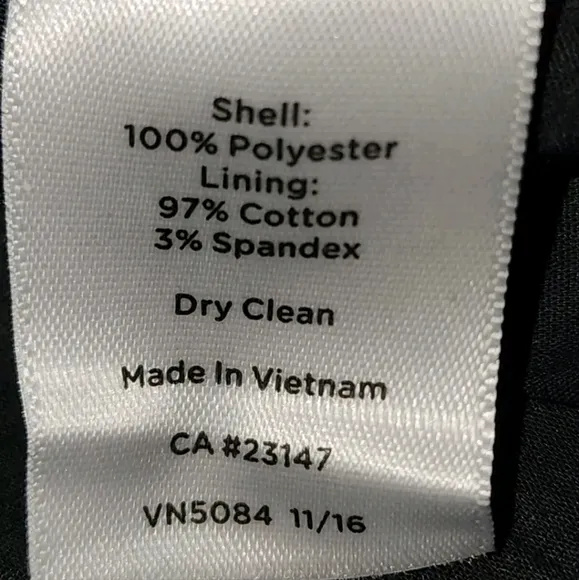 Shell:
100% Polyester
Lining:
97% Cotton
3% Spandex
Dry Clean
Made In Vietnam
CA #23147
VN5084 11/16